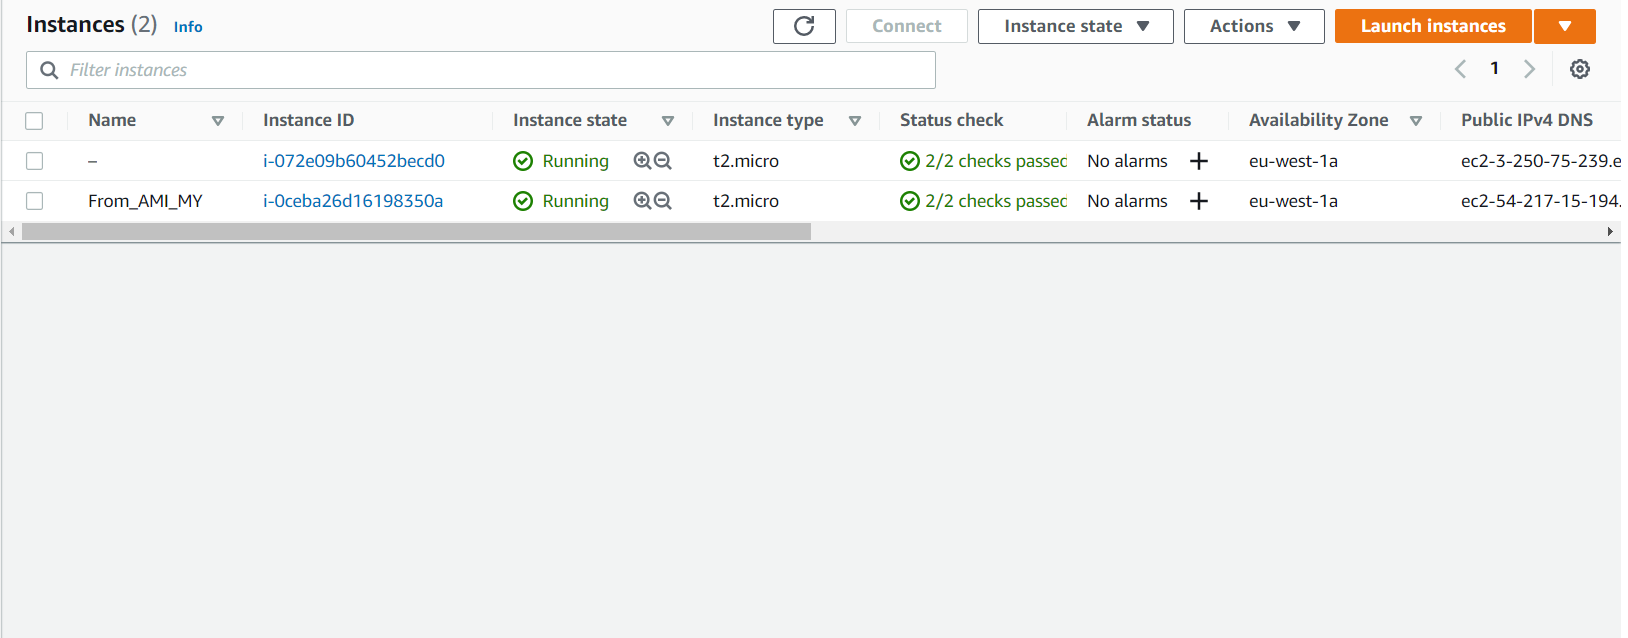 Instances (2) Info Connect Instance state Actions Launch instances
Filter instances 1
Name Instance ID Instance state Instance type Status check Alarm status Availability Zone Public IPv4 DNS
– i-072e09b60452becd0 Running t2.micro 2/2 checks passed No alarms + eu-west-1a ec2-3-250-75-239.e
From_AMI_MY i-0ceba26d16198350a Running t2.micro 2/2 checks passed No alarms + eu-west-1a ec2-54-217-15-194.